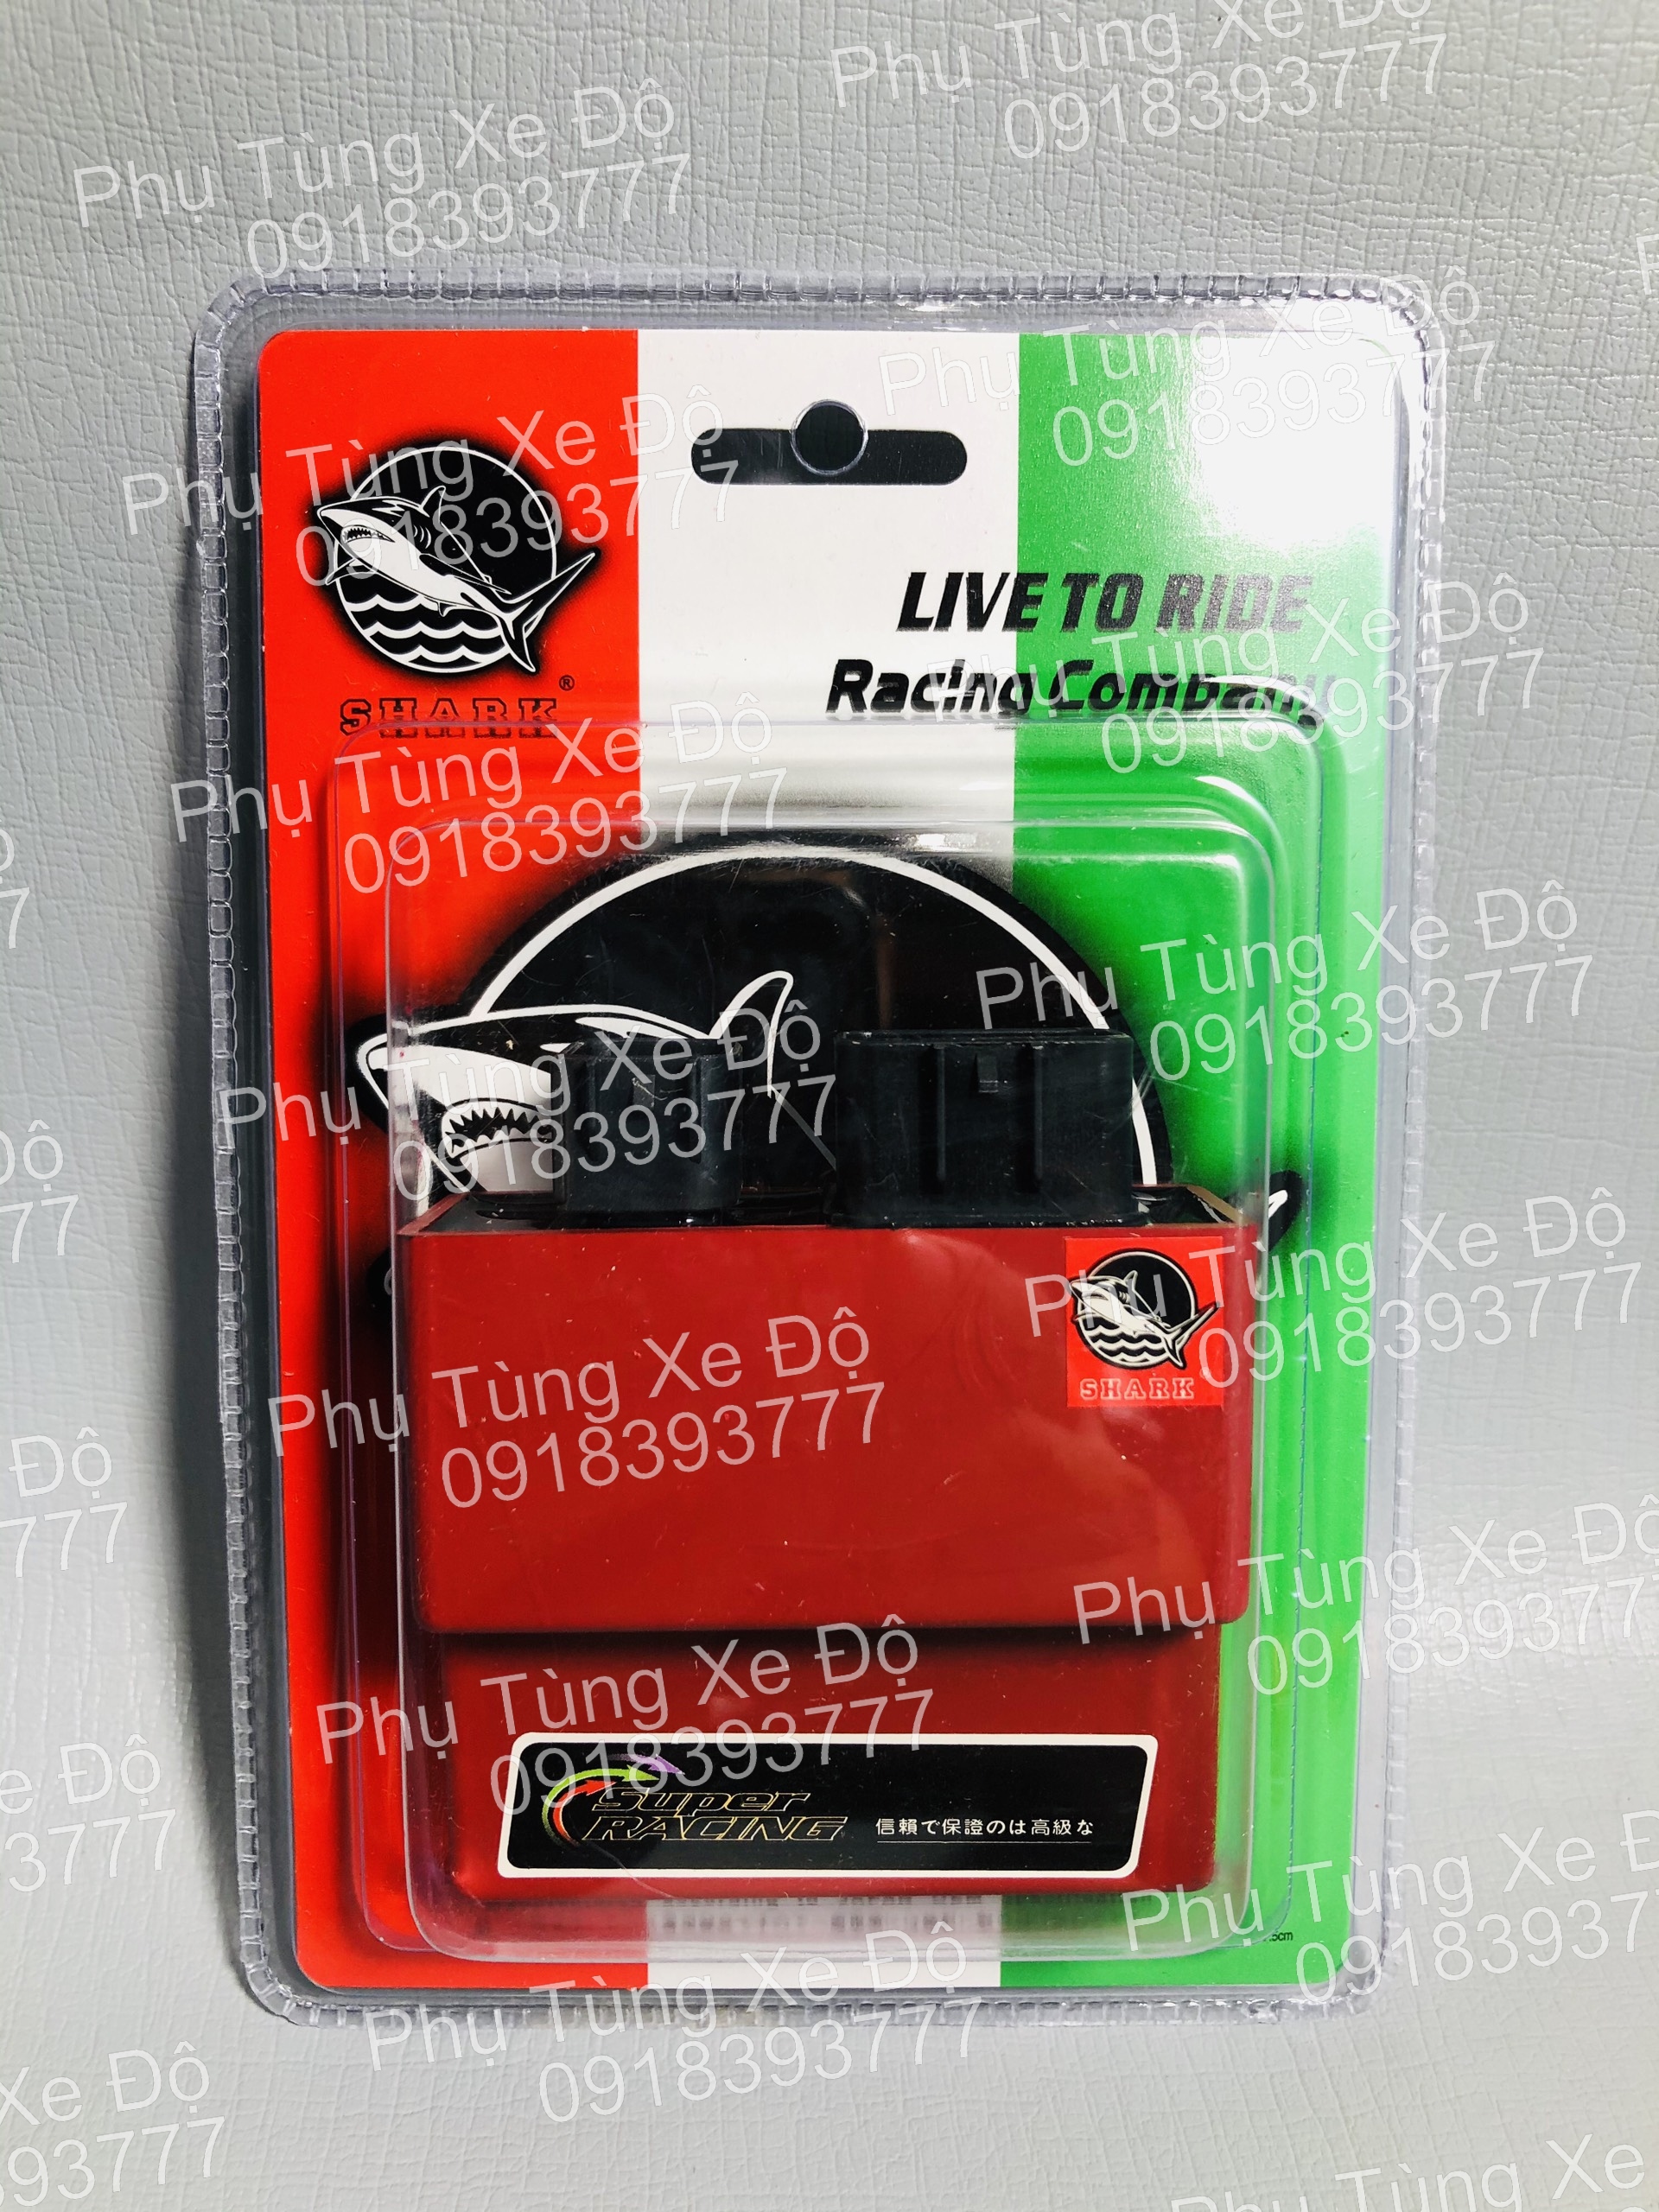 Phụ Tùng Xe Độ
0918393777
SHARK®
LIVE TO RIDE
Racing Company
SHARK
Super
RACING
信頼で保證のは高級な
.5cm